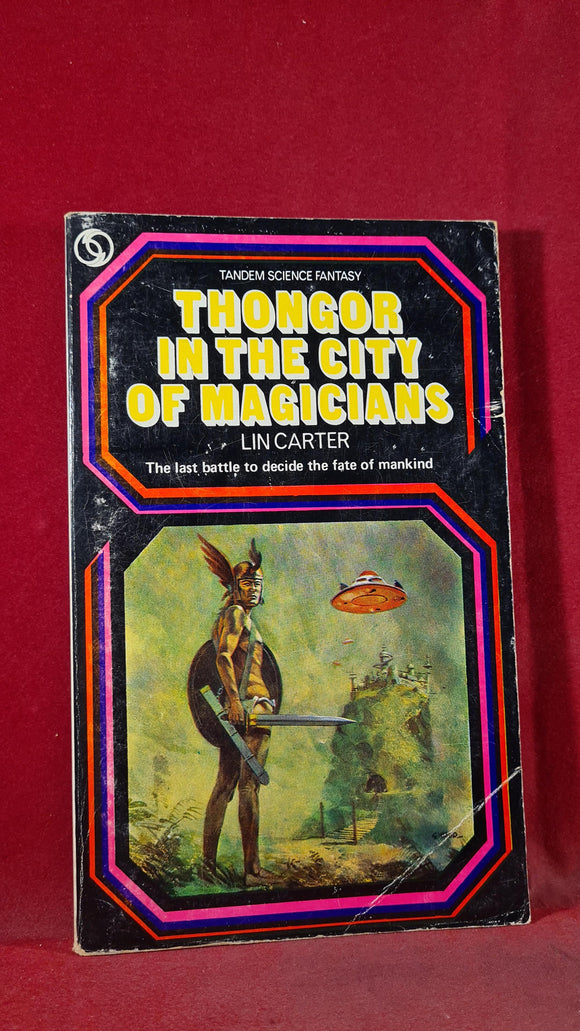 TANDEM SCIENCE FANTASY
THONGOR
IN THE CITY
OF MAGICIANS
LIN CARTER
The last battle to decide the fate of mankind